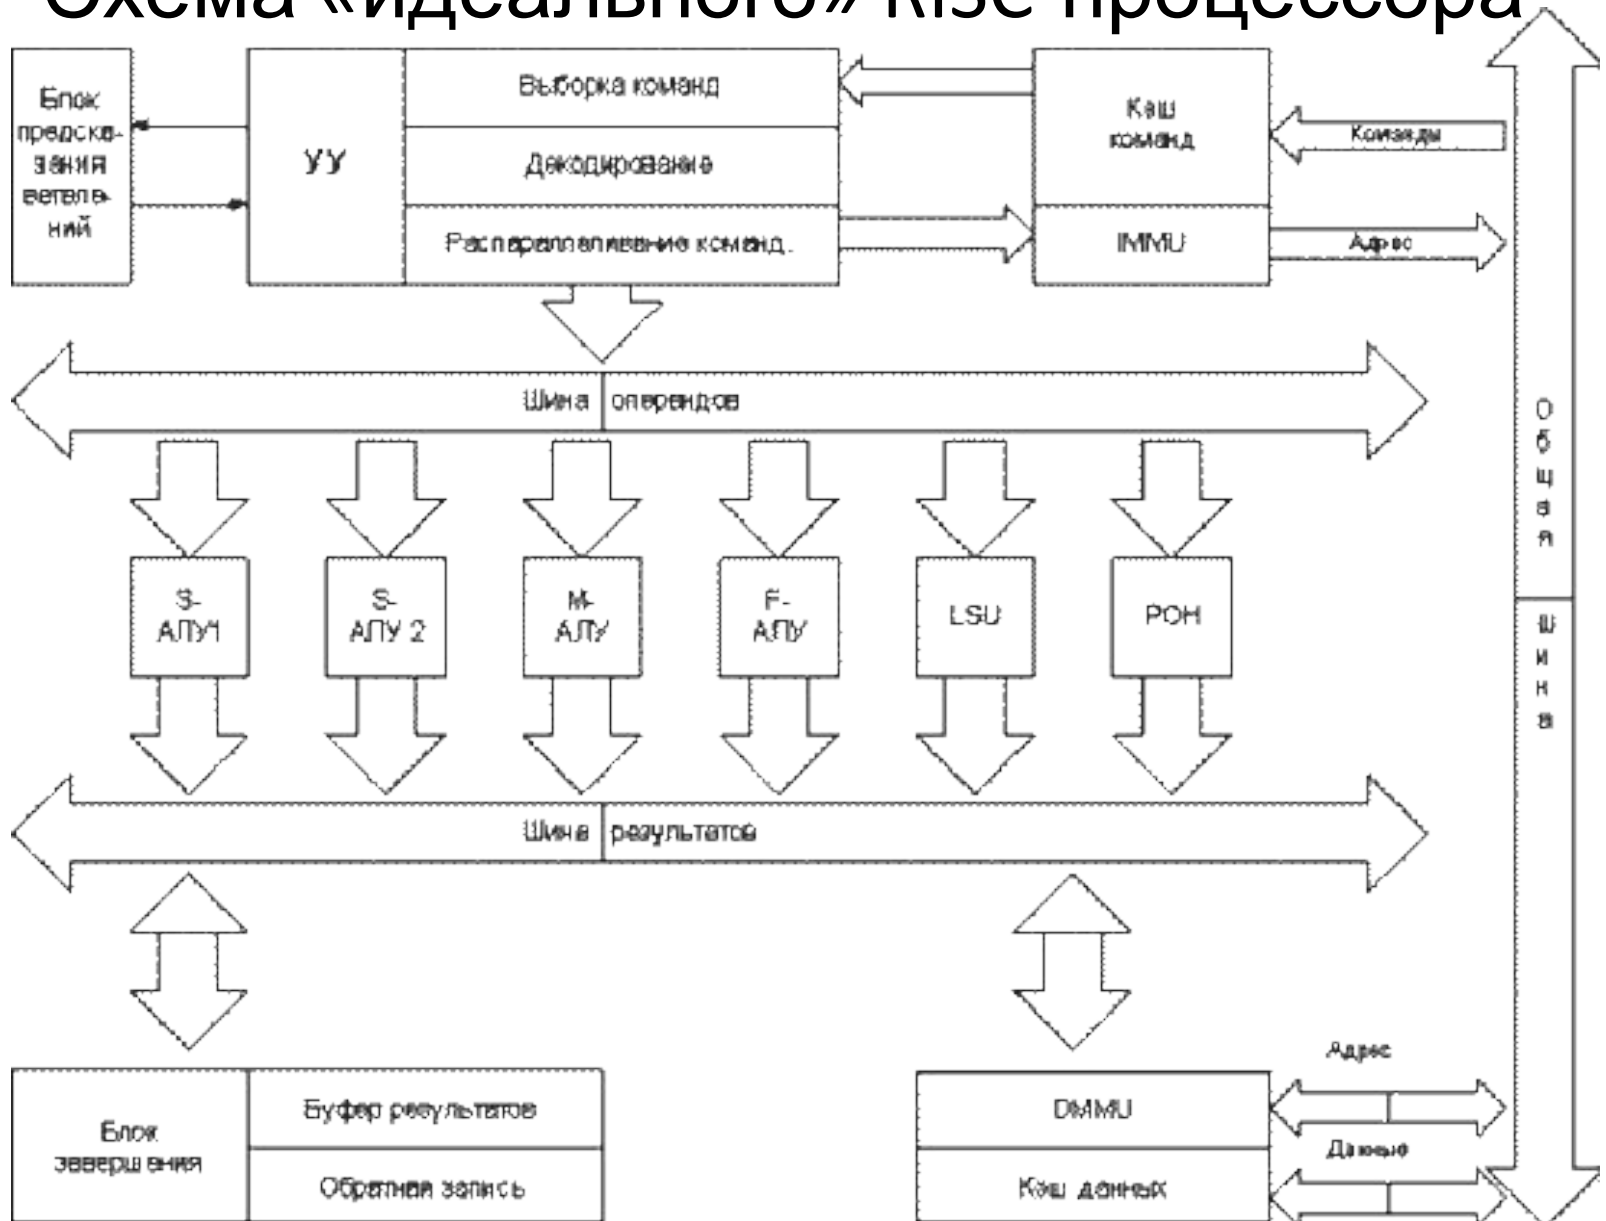 Схема «идеального» Risc процессора
Блок
предска-
зания
ветвле-
ний
УУ
Выборка команд
Декодирование
Распараллеливание команд.
Кэш
команд
IMMU
Команды
Адрес
Шина операндов
S-
АЛУ1
S-
АЛУ 2
M-
АЛУ
F-
АЛУ
LSU
РОН
Общая
шина
Шина результатов
Блок
завершения
Буфер результатов
Обратная запись
DMMU
Кэш данных
Адрес
Данные